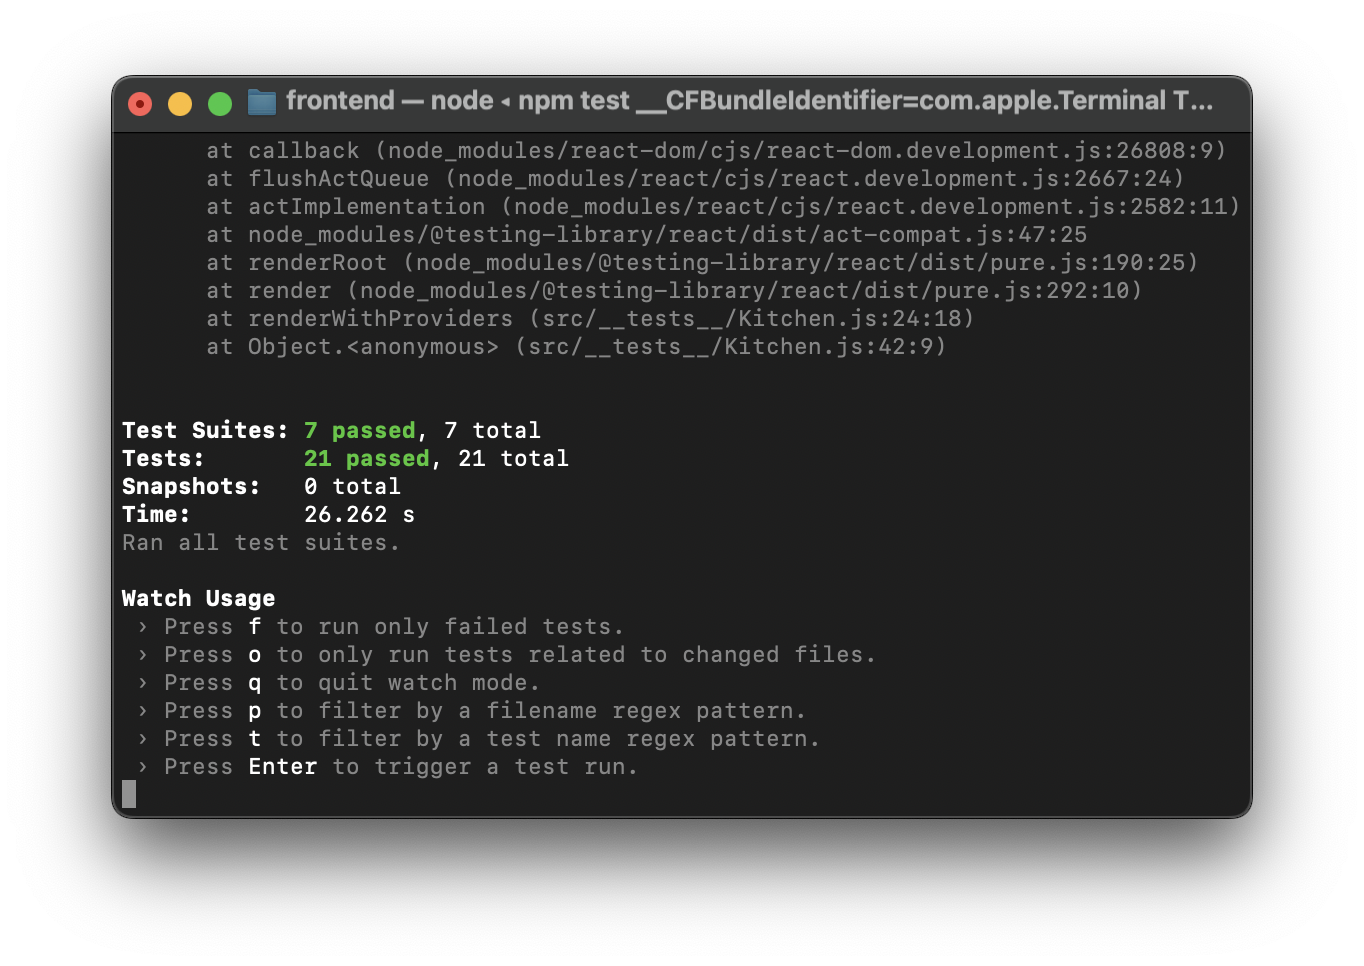 frontend — node ◂ npm test __CFBundleIdentifier=com.apple.Terminal T...
at callback (node_modules/react-dom/cjs/react-dom.development.js:26808:9)
at flushActQueue (node_modules/react/cjs/react.development.js:2667:24)
at actImplementation (node_modules/react/cjs/react.development.js:2582:11)
at node_modules/@testing-library/react/dist/act-compat.js:47:25
at renderRoot (node_modules/@testing-library/react/dist/pure.js:190:25)
at render (node_modules/@testing-library/react/dist/pure.js:292:10)
at renderWithProviders (src/__tests__/Kitchen.js:24:18)
at Object.<anonymous> (src/__tests__/Kitchen.js:42:9)
Test Suites: 7 passed, 7 total
Tests: 21 passed, 21 total
Snapshots: 0 total
Time: 26.262 s
Ran all test suites.
Watch Usage
› Press f to run only failed tests.
› Press o to only run tests related to changed files.
› Press q to quit watch mode.
› Press p to filter by a filename regex pattern.
› Press t to filter by a test name regex pattern.
› Press Enter to trigger a test run.